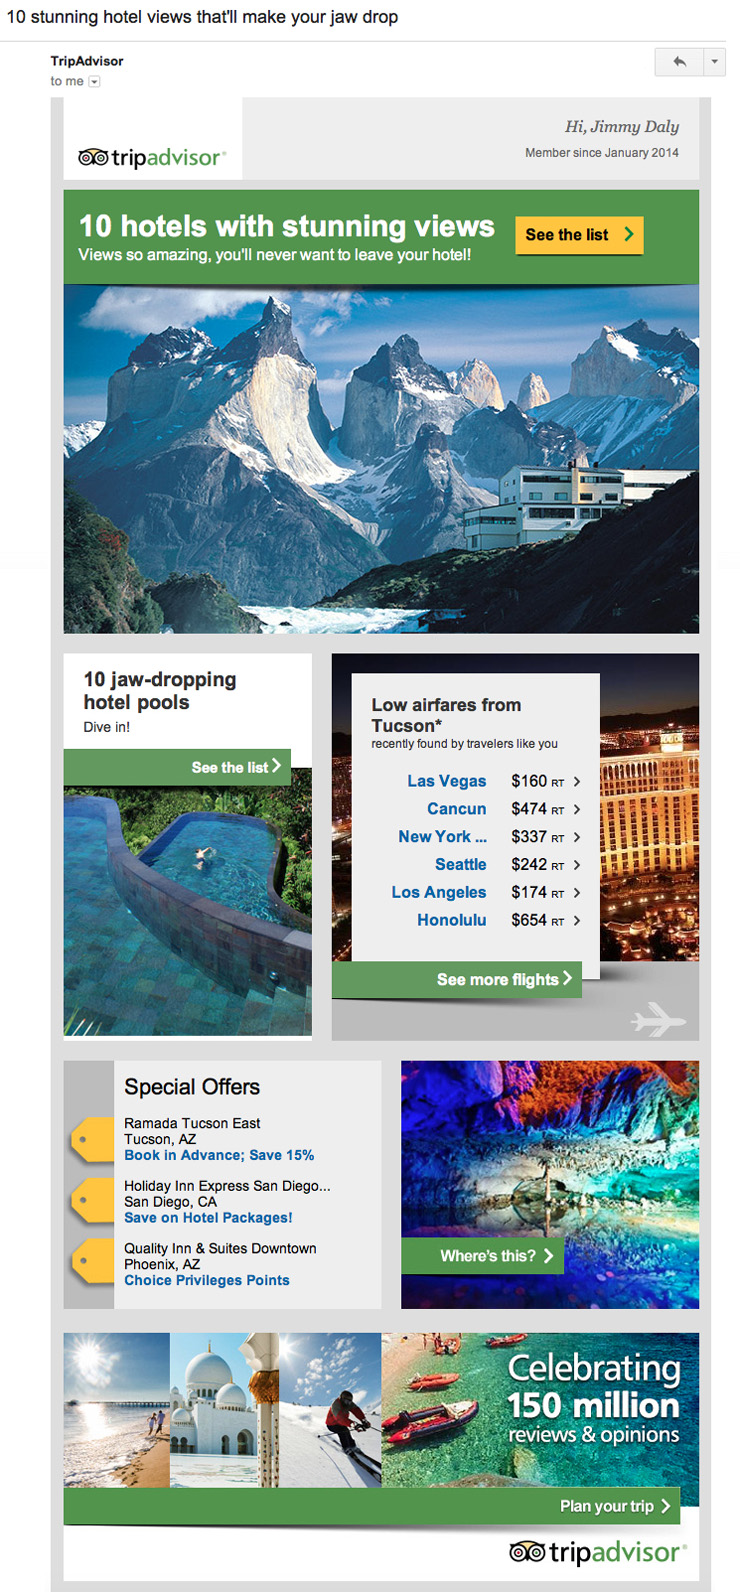 10 stunning hotel views that'll make your jaw drop
TripAdvisor
to me
Hi, Jimmy Daly
Member since January 2014
tripadvisor®
10 hotels with stunning views
Views so amazing, you'll never want to leave your hotel!
See the list
10 jaw-dropping
hotel pools
Dive in!
See the list
Low airfares from
Tucson*
recently found by travelers like you
Las Vegas $160 RT
Cancun $474 RT
New York ... $337 RT
Seattle $242 RT
Los Angeles $174 RT
Honolulu $654 RT
See more flights
Special Offers
Ramada Tucson East
Tucson, AZ
Book in Advance; Save 15%
Holiday Inn Express San Diego...
San Diego, CA
Save on Hotel Packages!
Quality Inn & Suites Downtown
Phoenix, AZ
Choice Privileges Points
Where's this?
Celebrating
150 million
reviews & opinions
Plan your trip
tripadvisor®